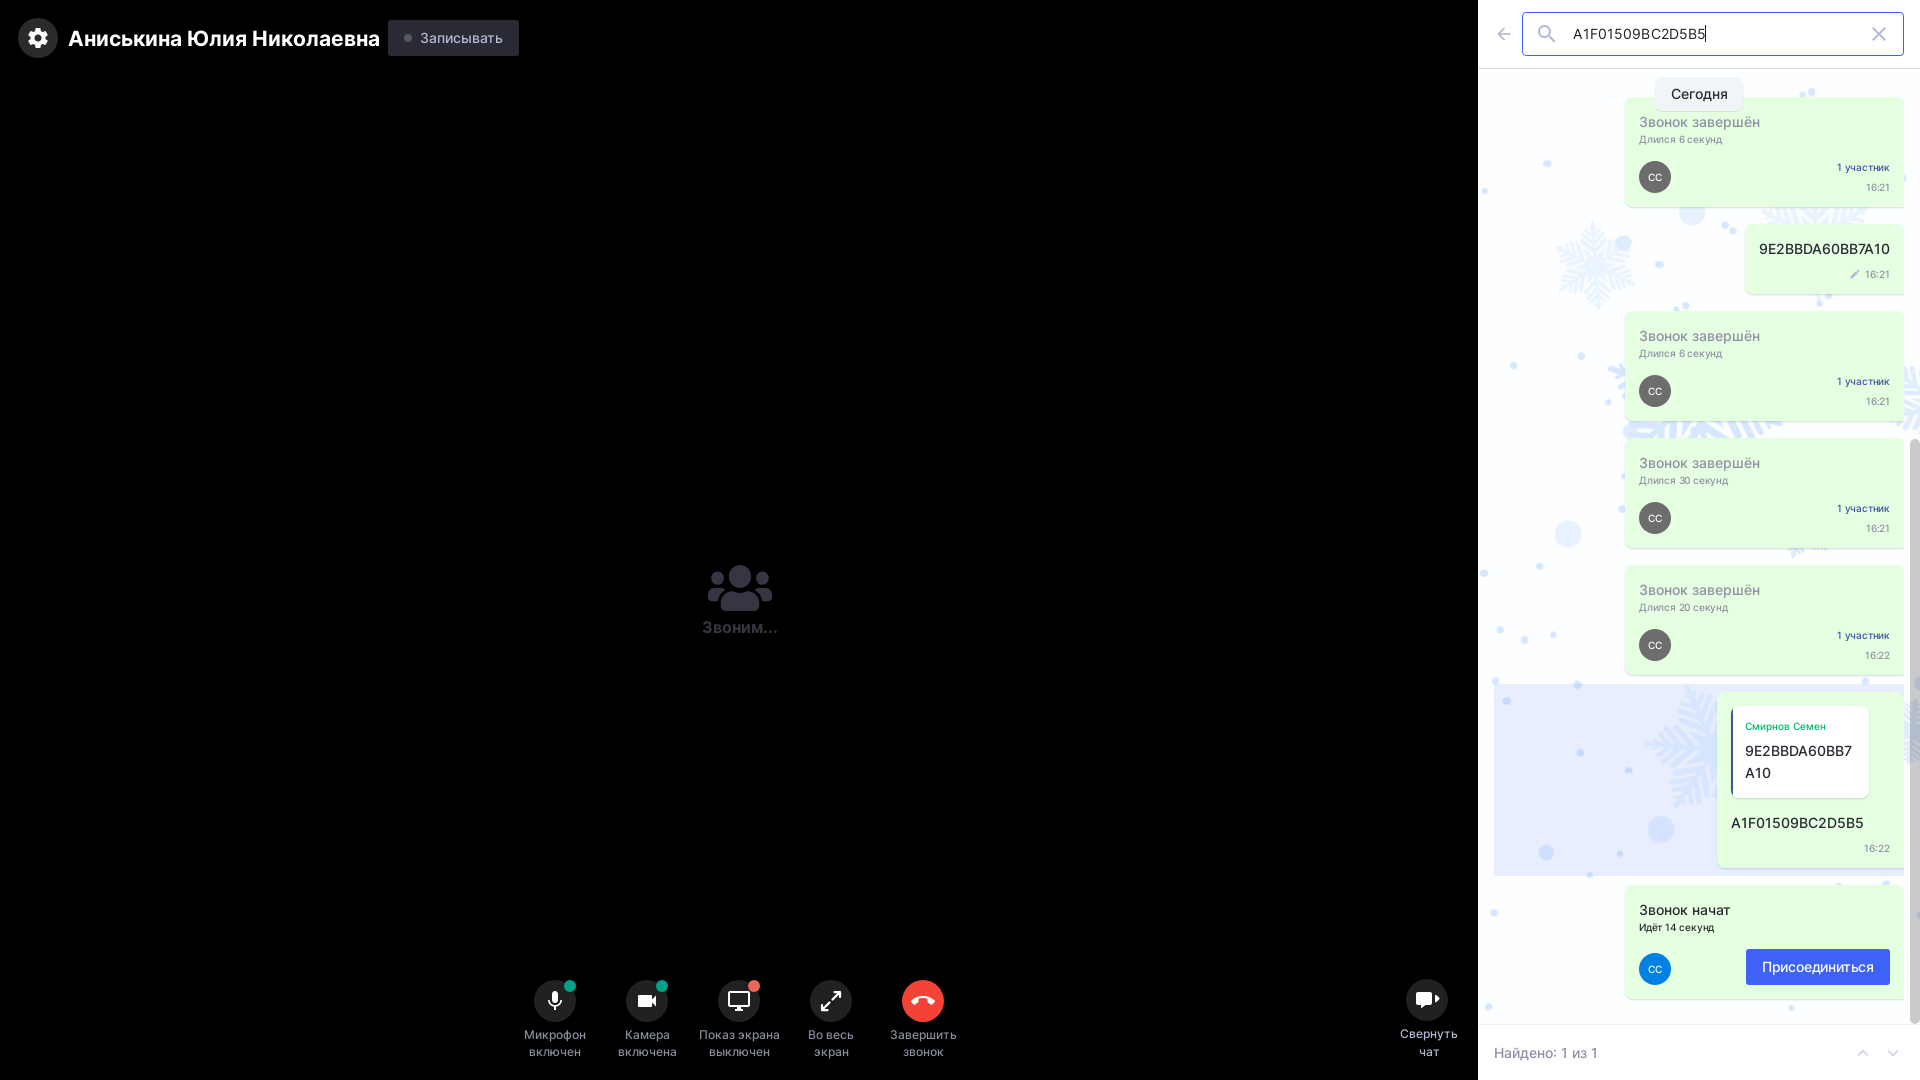 Аниськина Юлия Николаевна
Записывать
Звоним...
Микрофон
включен
Камера
включена
Показ экрана
выключен
Во весь
экран
Завершить
звонок
Свернуть
чат
A1F01509BC2D5B5
Сегодня
Звонок завершён
Длился 6 секунд
СС
1 участник
16:21
9E2BBDA60BB7A10
16:21
Звонок завершён
Длился 6 секунд
СС
1 участник
16:21
Звонок завершён
Длился 30 секунд
СС
1 участник
16:21
Звонок завершён
Длился 20 секунд
СС
1 участник
16:22
Смирнов Семен
9E2BBDA60BB7
A10
A1F01509BC2D5B5
16:22
Звонок начат
Идёт 14 секунд
СС
Присоединиться
Найдено: 1 из 1